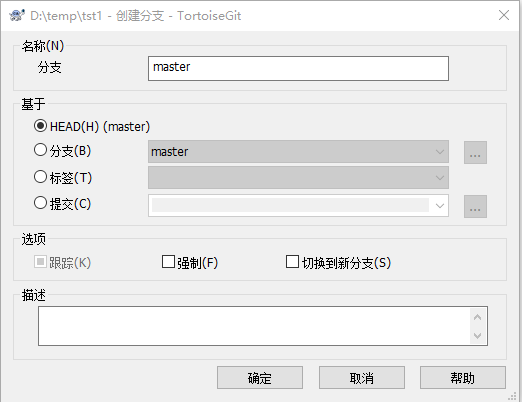 D:\temp\tst1 - 创建分支 - TortoiseGit
名称(N)
分支 master
基于
HEAD(H) (master)
分支(B) master ...
标签(T)
提交(C) ...
选项
跟踪(K) 强制(F) 切换到新分支(S)
描述
确定 取消 帮助